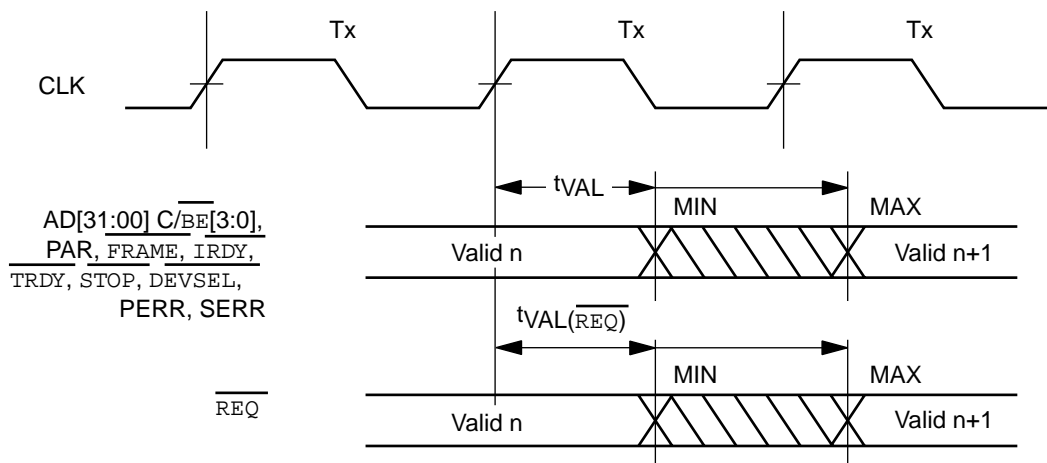 Tx Tx Tx
CLK
tVAL
MIN MAX
AD[31:00] C/BE[3:0],
PAR, FRAME, IRDY,
TRDY, STOP, DEVSEL,
PERR, SERR
Valid n Valid n+1
tVAL(REQ)
MIN MAX
REQ
Valid n Valid n+1